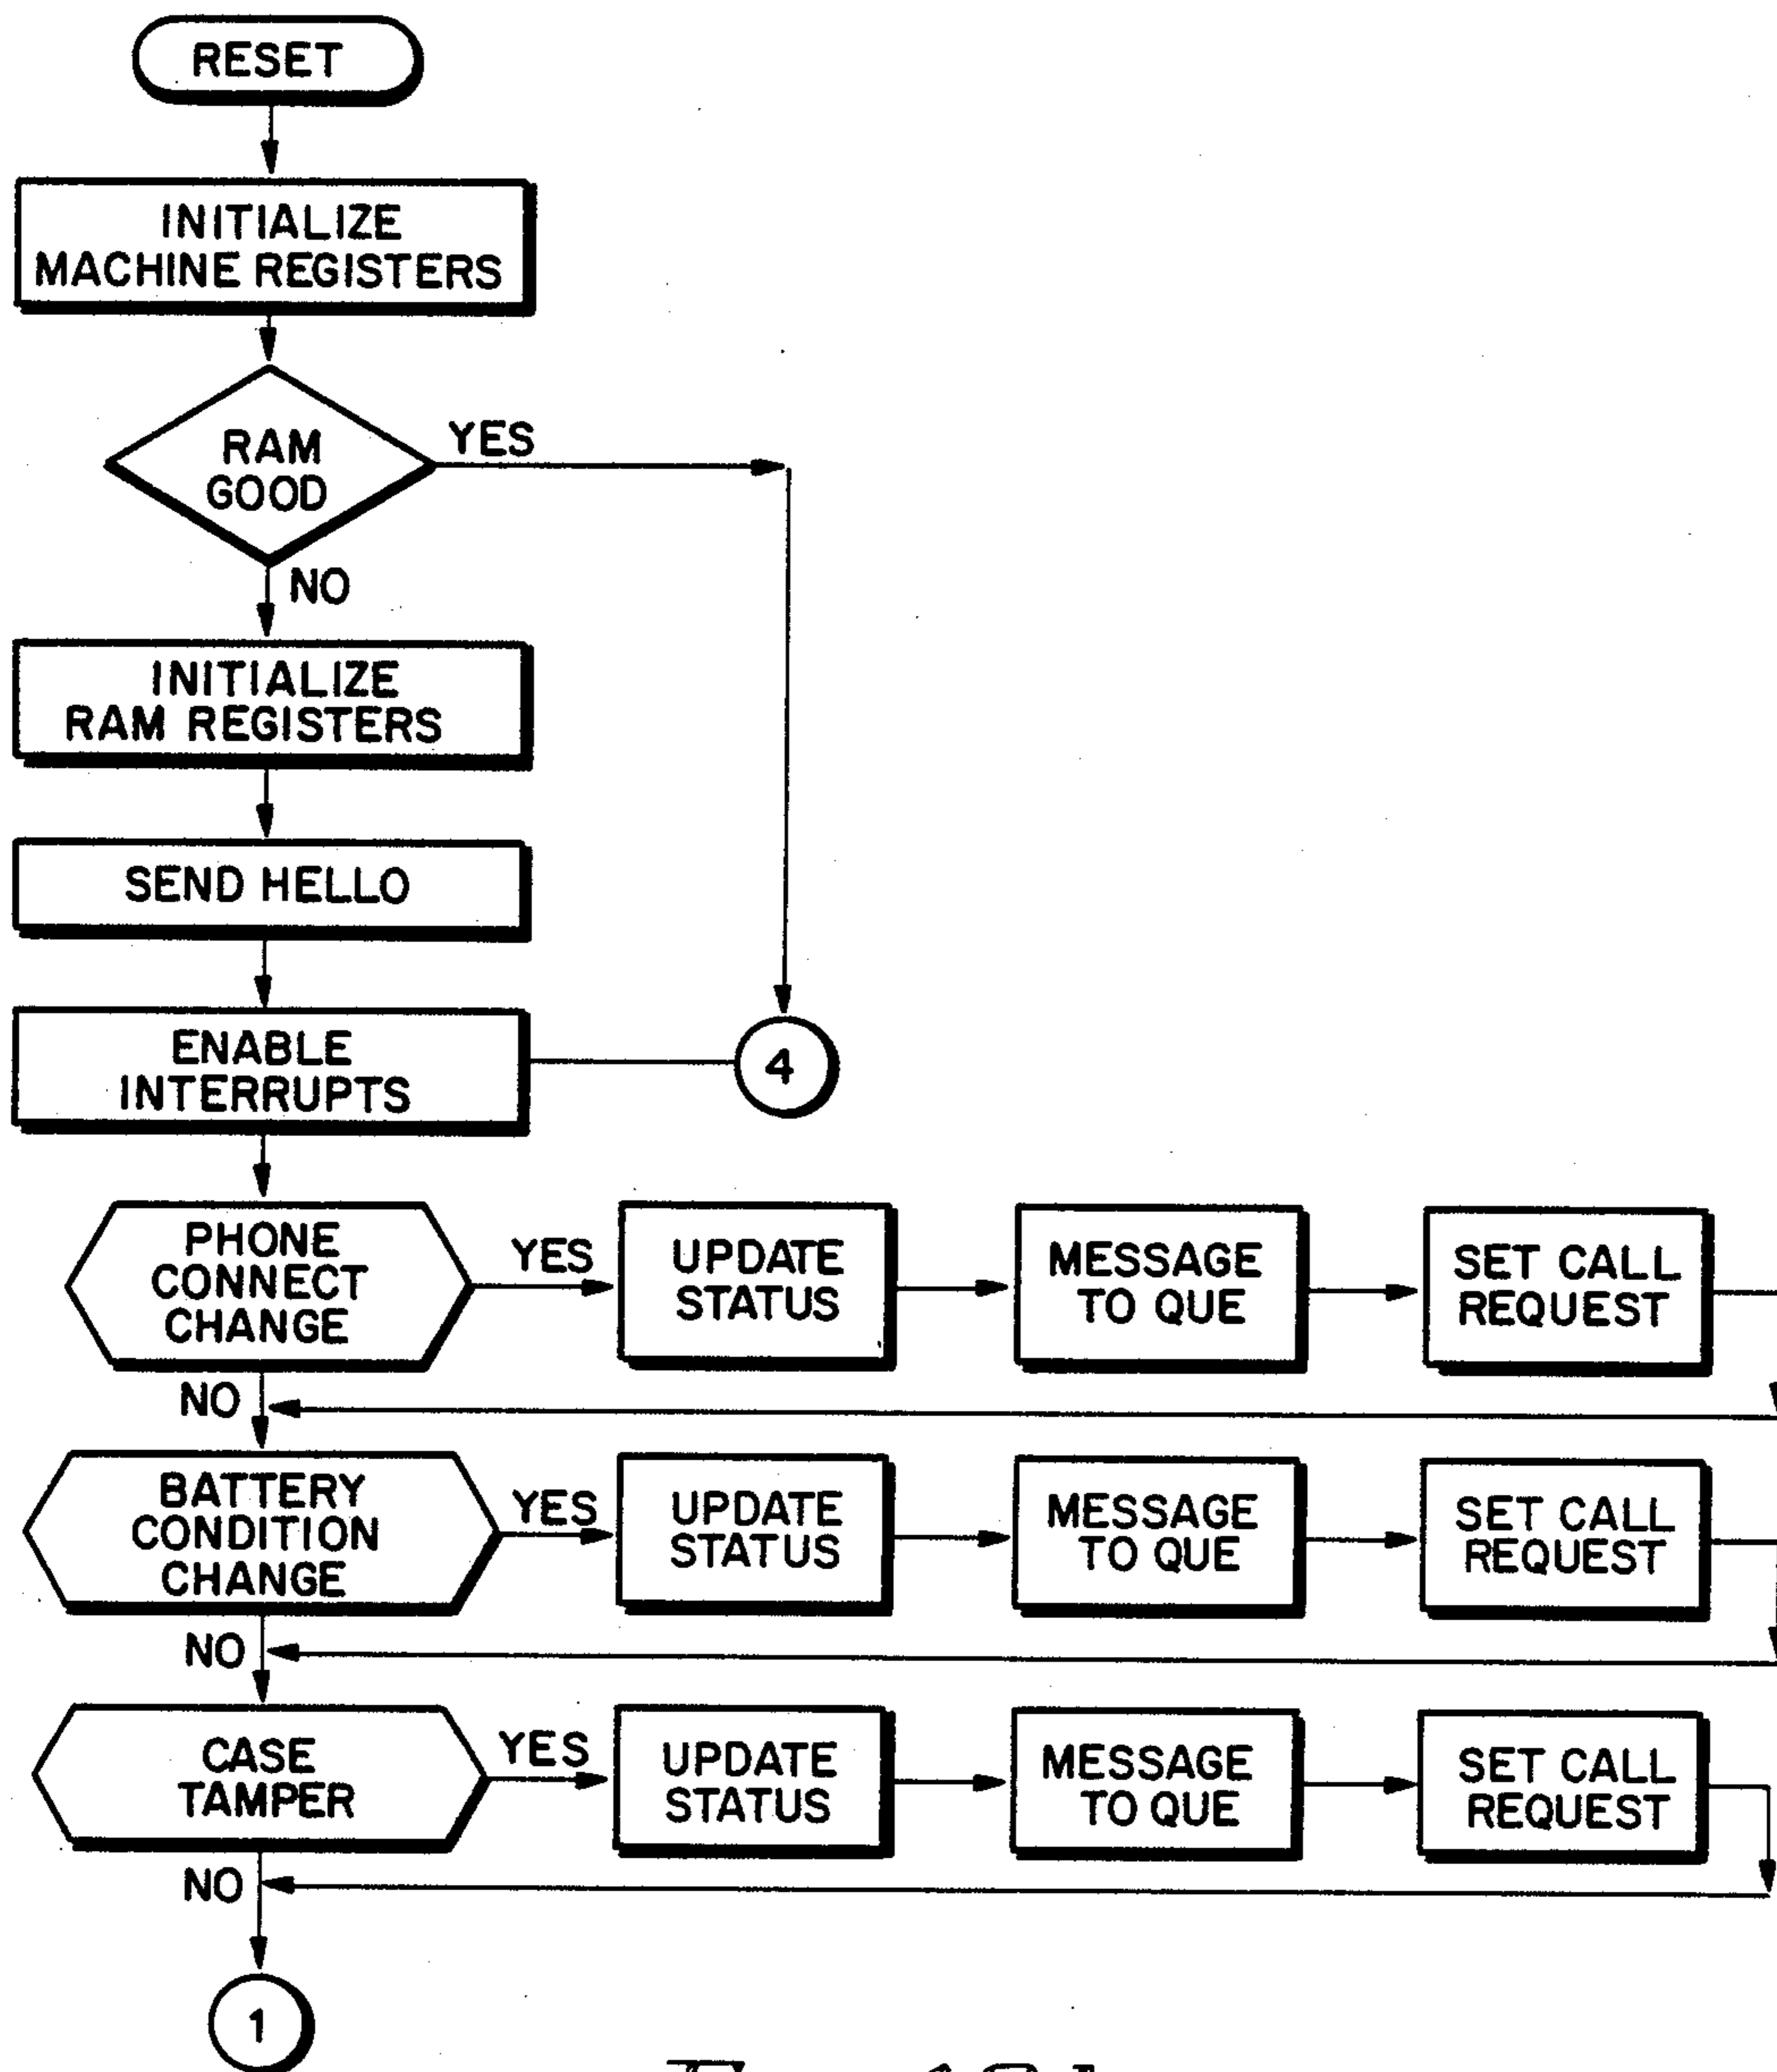 RESET
INITIALIZE
MACHINE REGISTERS
RAM
GOOD
YES
NO
INITIALIZE
RAM REGISTERS
SEND HELLO
ENABLE
INTERRUPTS
4
PHONE
CONNECT
CHANGE
YES
UPDATE
STATUS
MESSAGE
TO QUE
SET CALL
REQUEST
NO
BATTERY
CONDITION
CHANGE
YES
UPDATE
STATUS
MESSAGE
TO QUE
SET CALL
REQUEST
NO
CASE
TAMPER
YES
UPDATE
STATUS
MESSAGE
TO QUE
SET CALL
REQUEST
NO
1